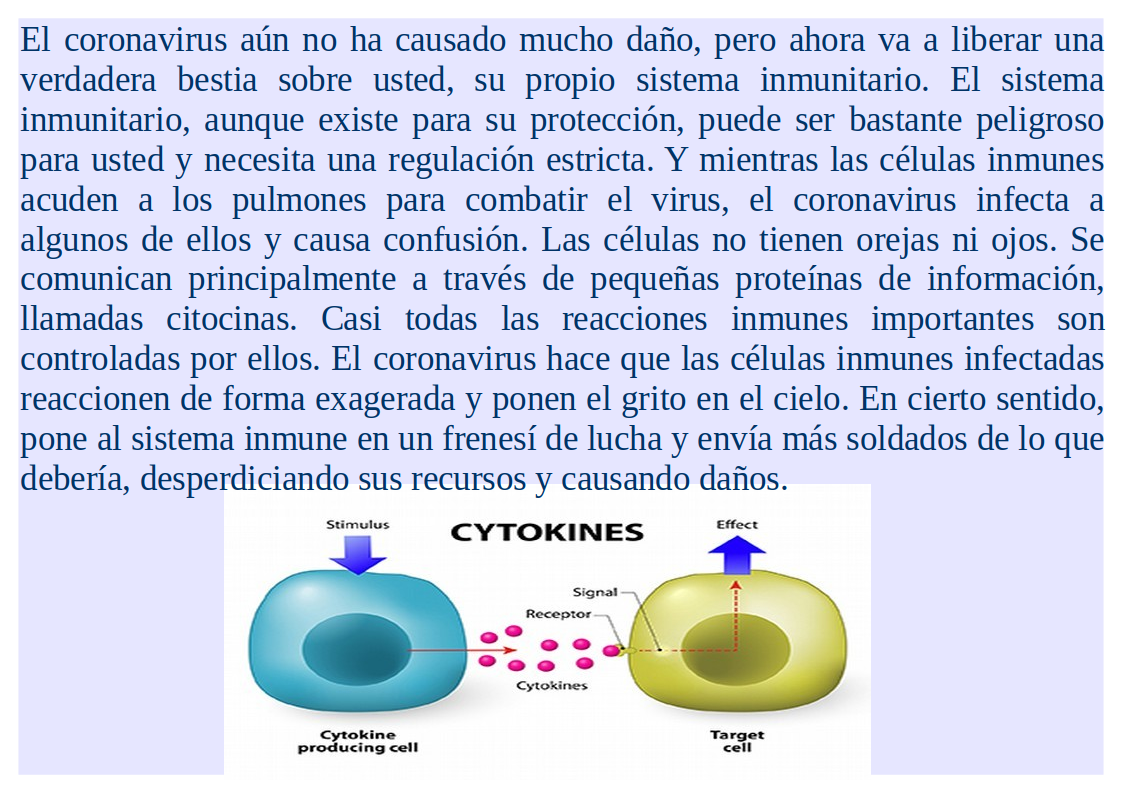 El coronavirus aún no ha causado mucho daño, pero ahora va a liberar una
verdadera bestia sobre usted, su propio sistema inmunitario. El sistema
inmunitario, aunque existe para su protección, puede ser bastante peligroso
para usted y necesita una regulación estricta. Y mientras las células inmunes
acuden a los pulmones para combatir el virus, el coronavirus infecta a
algunos de ellos y causa confusión. Las células no tienen orejas ni ojos. Se
comunican principalmente a través de pequeñas proteínas de información,
llamadas citocinas. Casi todas las reacciones inmunes importantes son
controladas por ellos. El coronavirus hace que las células inmunes infectadas
reaccionen de forma exagerada y ponen el grito en el cielo. En cierto sentido,
pone al sistema inmune en un frenesí de lucha y envía más soldados de lo que
debería, desperdiciando sus recursos y causando daños.
Stimulus
CYTOKINES
Effect
Signal
Receptor
Cytokines
Cytokine
producing cell
Target
cell